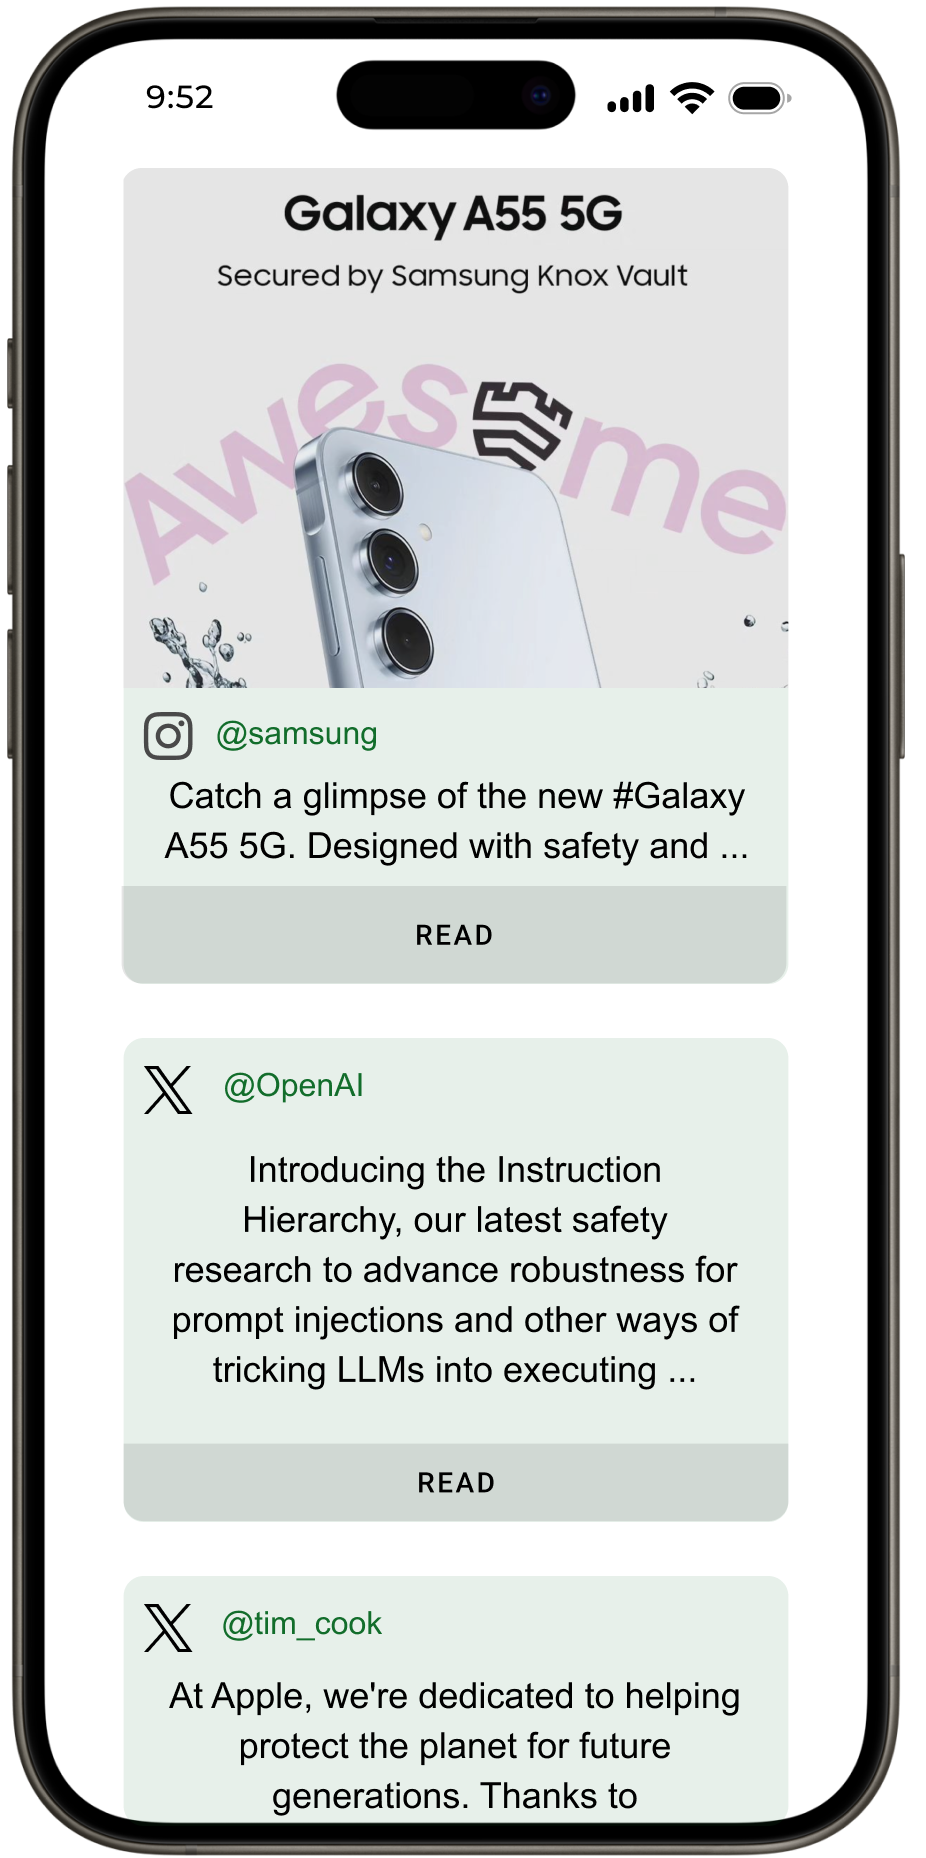 9:52
Galaxy A55 5G
Secured by Samsung Knox Vault
Awesome
@samsung
Catch a glimpse of the new #Galaxy
A55 5G. Designed with safety and ...
READ
@OpenAI
Introducing the Instruction
Hierarchy, our latest safety
research to advance robustness for
prompt injections and other ways of
tricking LLMs into executing ...
READ
@tim_cook
At Apple, we're dedicated to helping
protect the planet for future
generations. Thanks to